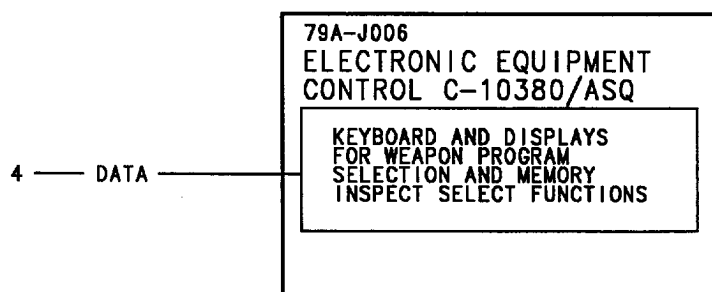 79A-J006
ELECTRONIC EQUIPMENT
CONTROL C-10380/ASQ
KEYBOARD AND DISPLAYS
FOR WEAPON PROGRAM
SELECTION AND MEMORY
INSPECT SELECT FUNCTIONS
4 — DATA